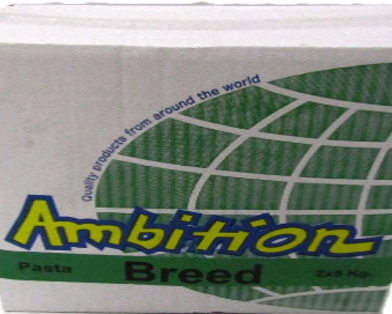 Quality products from around the world
Ambition
Pasta Breed 2x5 Kg.